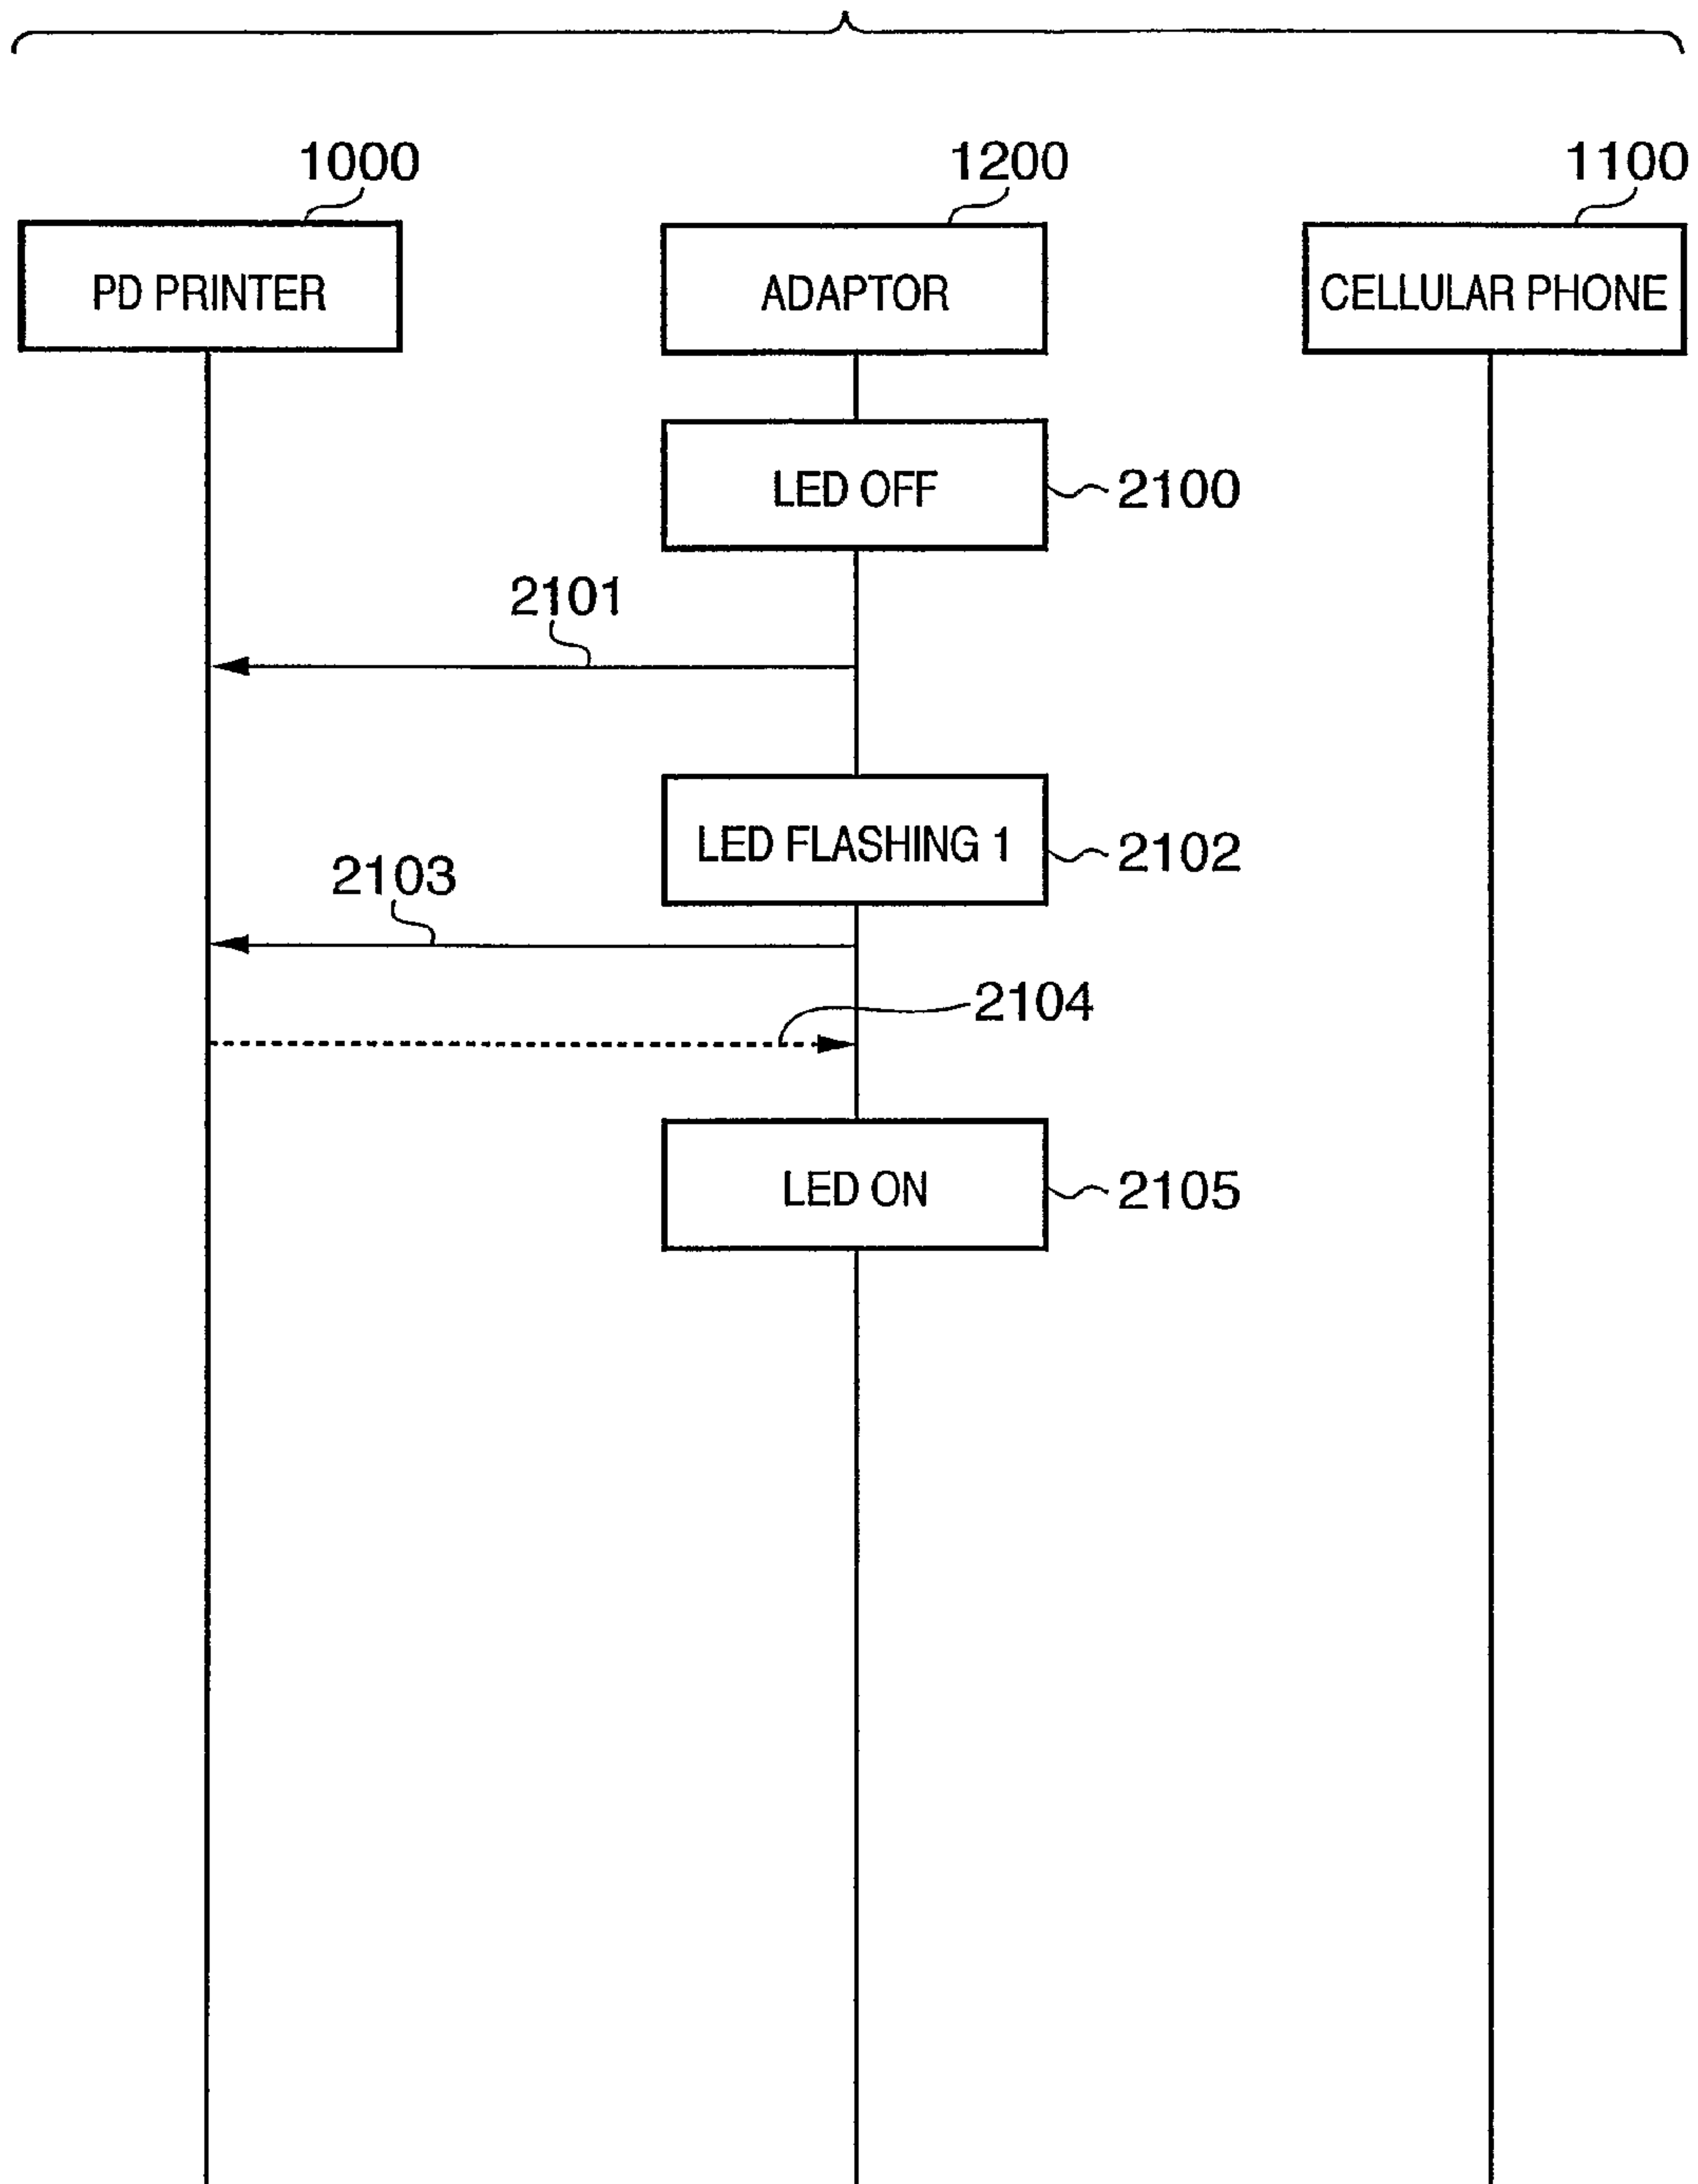 1000
1200
1100
PD PRINTER
ADAPTOR
CELLULAR PHONE
LED OFF
2100
2101
LED FLASHING 1
2102
2103
2104
LED ON
2105